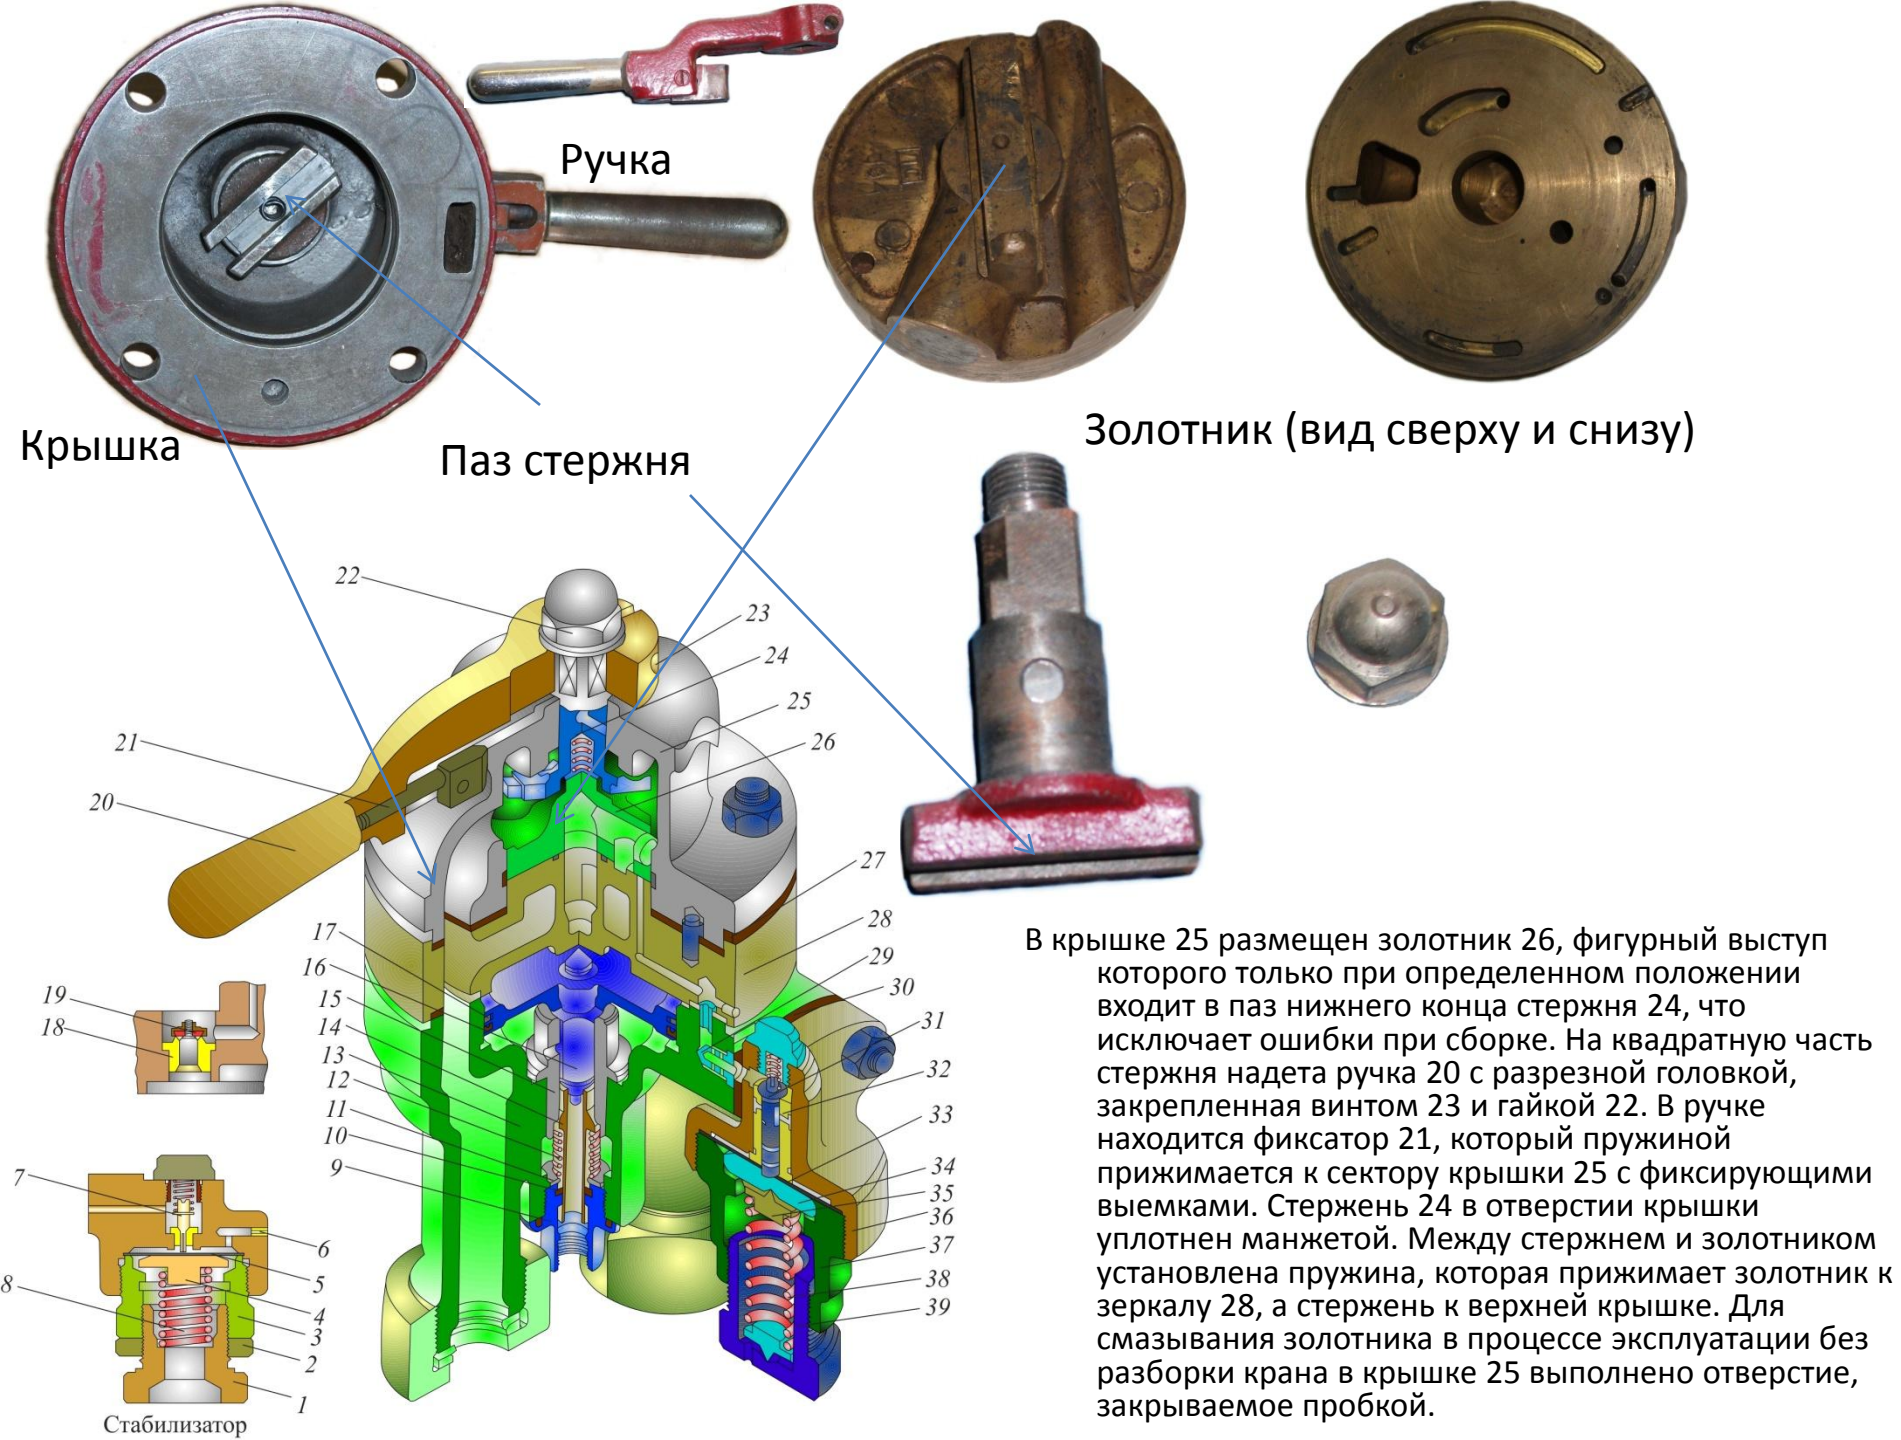 Ручка
Крышка
Паз стержня
Золотник (вид сверху и снизу)
22
23
24
25
26
21
20
27
28
29
30
31
32
33
34
35
36
37
38
39
17
16
15
14
13
12
11
10
9
19
18
7
6
5
8
4
3
2
1
Стабилизатор
В крышке 25 размещен золотник 26, фигурный выступ
которого только при определенном положении
входит в паз нижнего конца стержня 24, что
исключает ошибки при сборке. На квадратную часть
стержня надета ручка 20 с разрезной головкой,
закрепленная винтом 23 и гайкой 22. В ручке
находится фиксатор 21, который пружиной
прижимается к сектору крышки 25 с фиксирующими
выемками. Стержень 24 в отверстии крышки
уплотнен манжетой. Между стержнем и золотником
установлена пружина, которая прижимает золотник к
зеркалу 28, а стержень к верхней крышке. Для
смазывания золотника в процессе эксплуатации без
разборки крана в крышке 25 выполнено отверстие,
закрываемое пробкой.